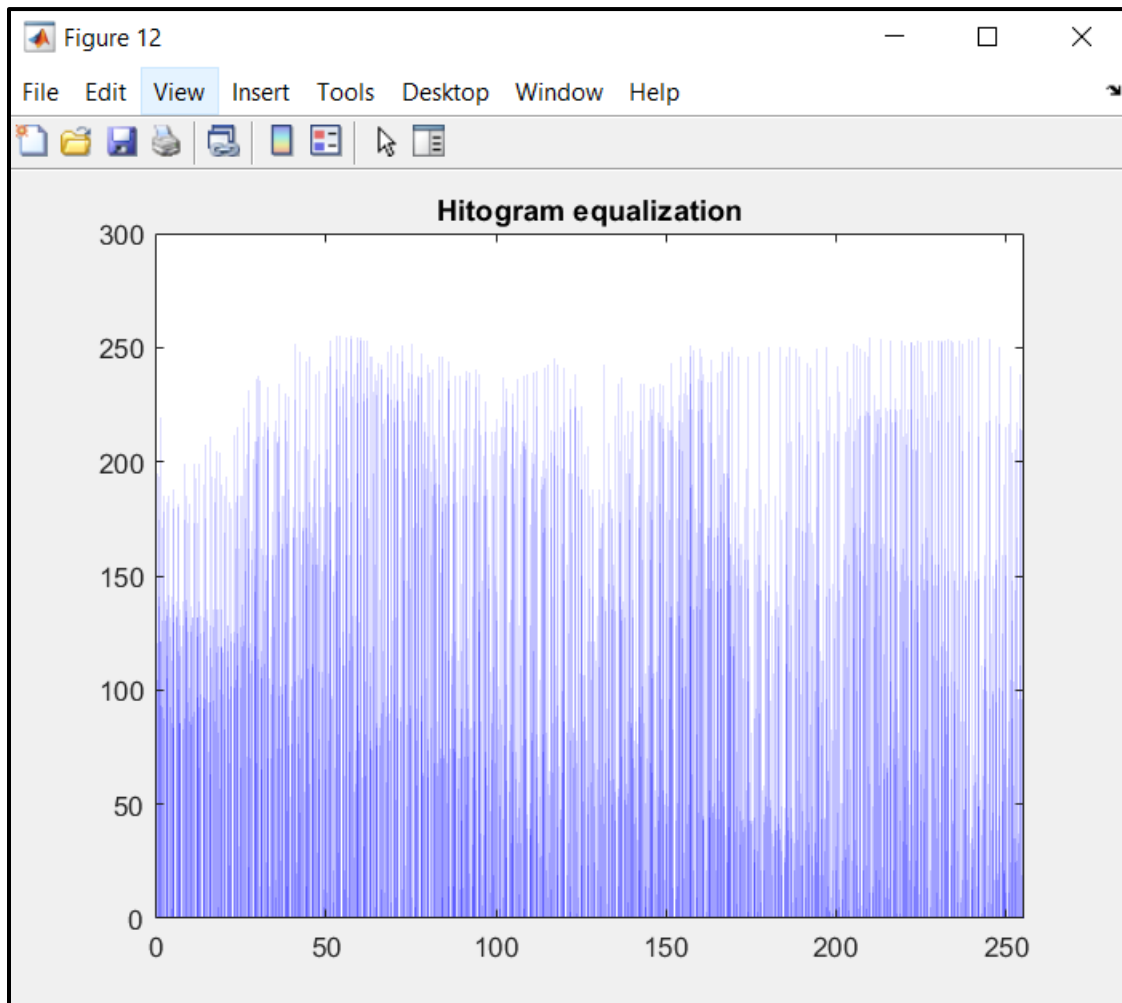 Figure 12
File Edit View Insert Tools Desktop Window Help
Hitogram equalization
300
250
200
150
100
50
0
0 50 100 150 200 250